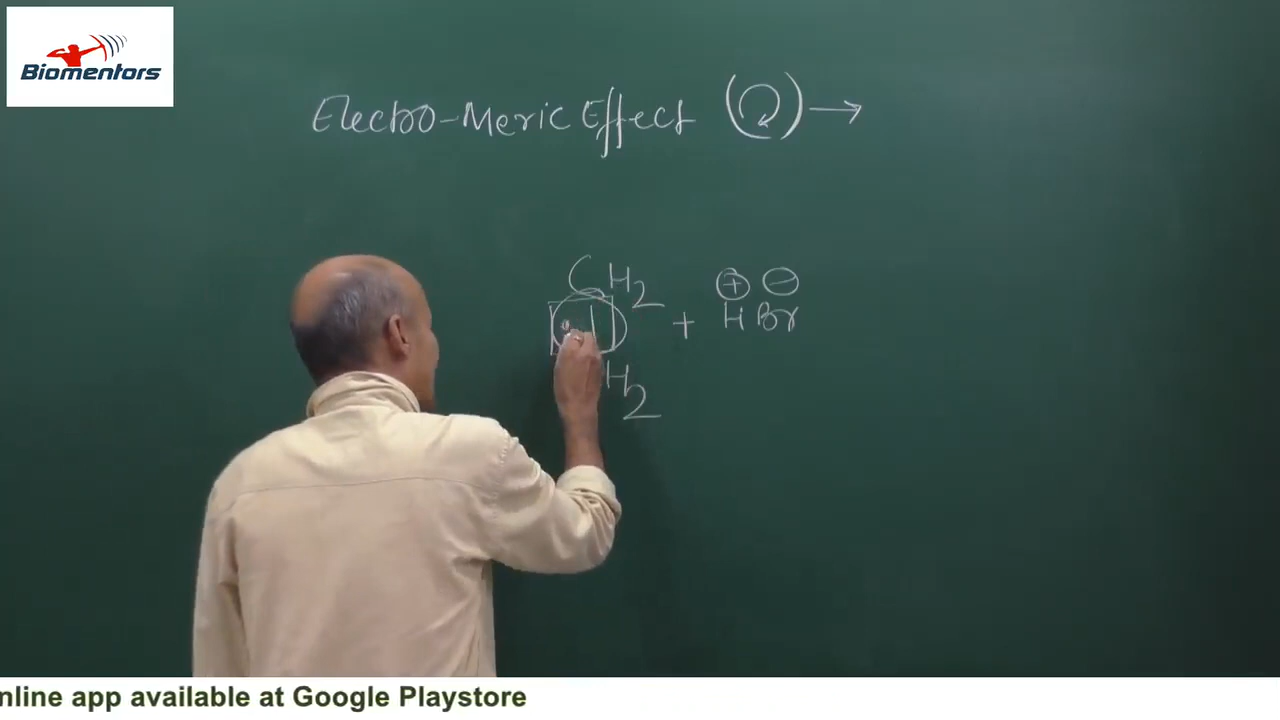 Biomentors
Electro-Meric Effect (↻) →
CH2 + H⊕ Br⊖
H2
nline app available at Google Playstore